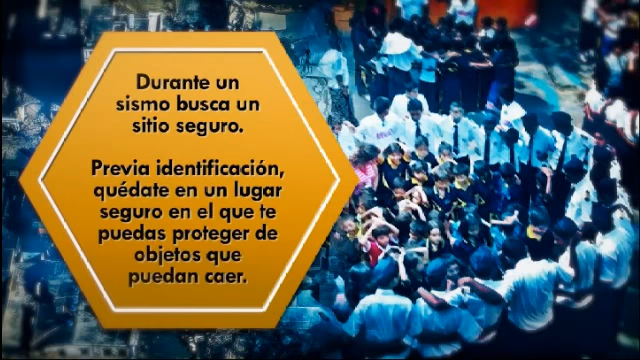 Durante un
sismo busca un
sitio seguro.
Previa identificación,
quédate en un lugar
seguro en el que te
puedas proteger de
objetos que
puedan caer.